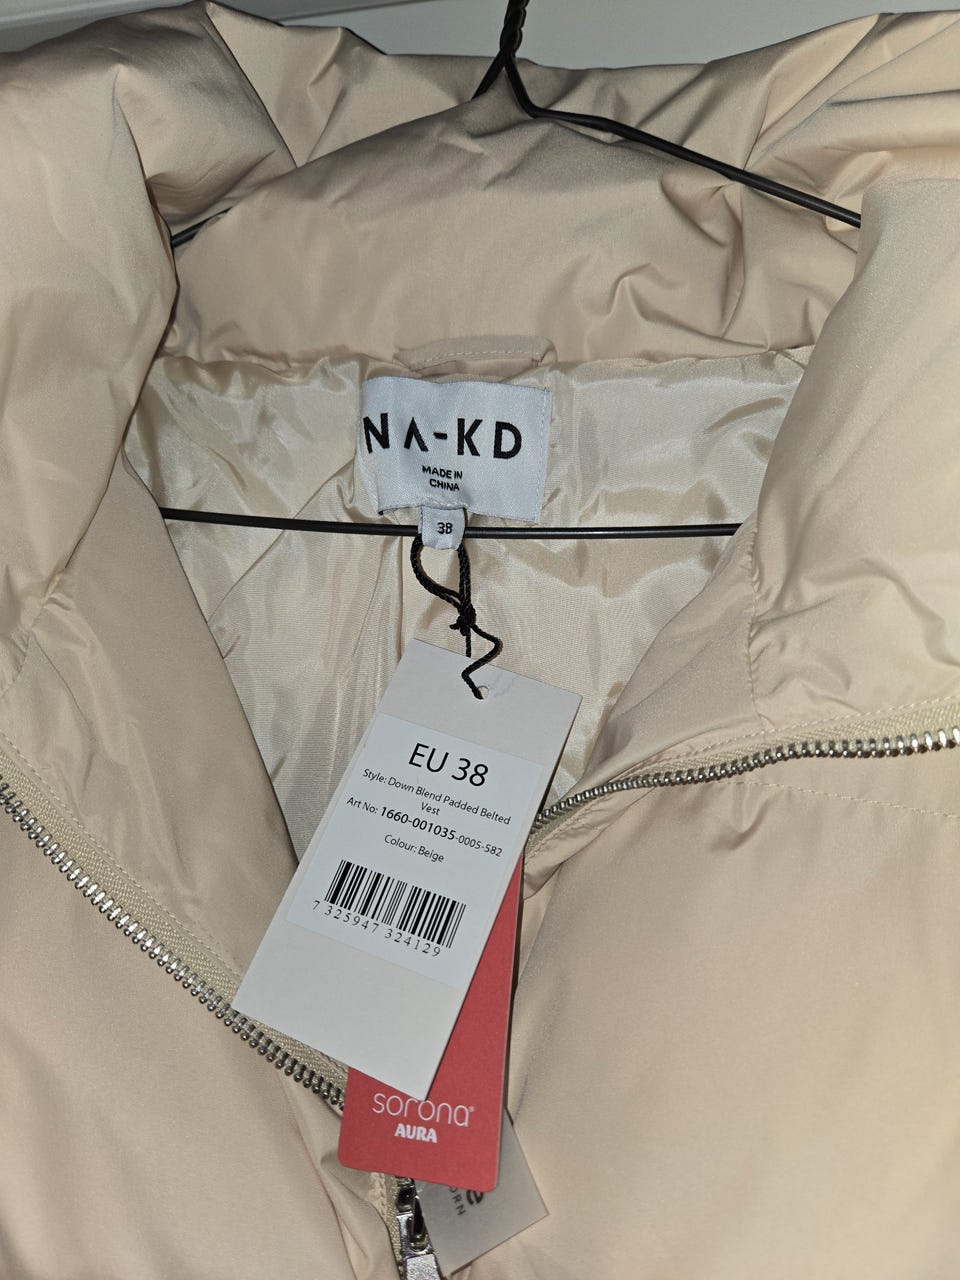 NA-KD
MADE IN
CHINA
38
EU 38
Style: Down Blend Padded Belted
Vest
Art No: 1660-001035-0005-582
Colour: Beige
7 325947 324129
sorona®
AURA